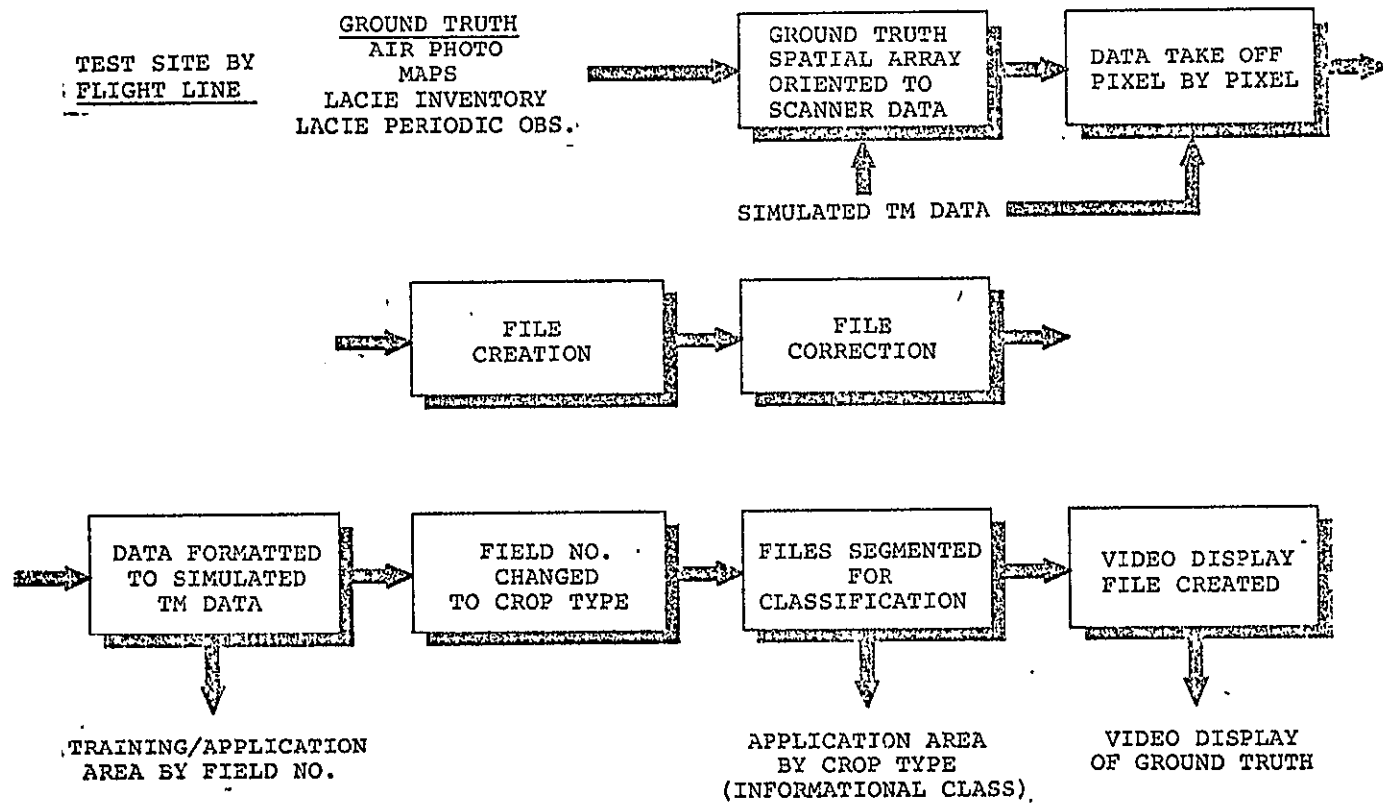 TEST SITE BY
FLIGHT LINE
GROUND TRUTH
AIR PHOTO
MAPS
LACIE INVENTORY
LACIE PERIODIC OBS.
GROUND TRUTH
SPATIAL ARRAY
ORIENTED TO
SCANNER DATA
DATA TAKE OFF
PIXEL BY PIXEL
SIMULATED TM DATA
FILE
CREATION
FILE
CORRECTION
DATA FORMATTED
TO SIMULATED
TM DATA
FIELD NO.
CHANGED
TO CROP TYPE
FILES SEGMENTED
FOR
CLASSIFICATION
VIDEO DISPLAY
FILE CREATED
TRAINING/APPLICATION
AREA BY FIELD NO.
APPLICATION AREA
BY CROP TYPE
(INFORMATIONAL CLASS)
VIDEO DISPLAY
OF GROUND TRUTH